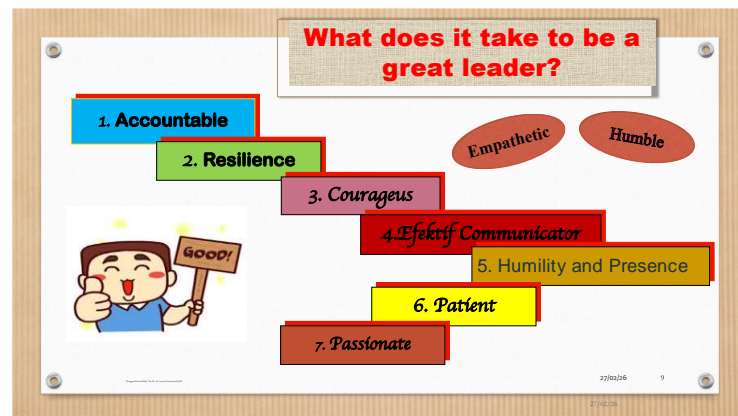 What does it take to be a
great leader?
1. Accountable
2. Resilience
Empathetic
Humble
3. Courageus
4.Efektif Communicator
GOOD!
5. Humility and Presence
6. Patient
7. Passionate
27/02/26
9
27/02/26